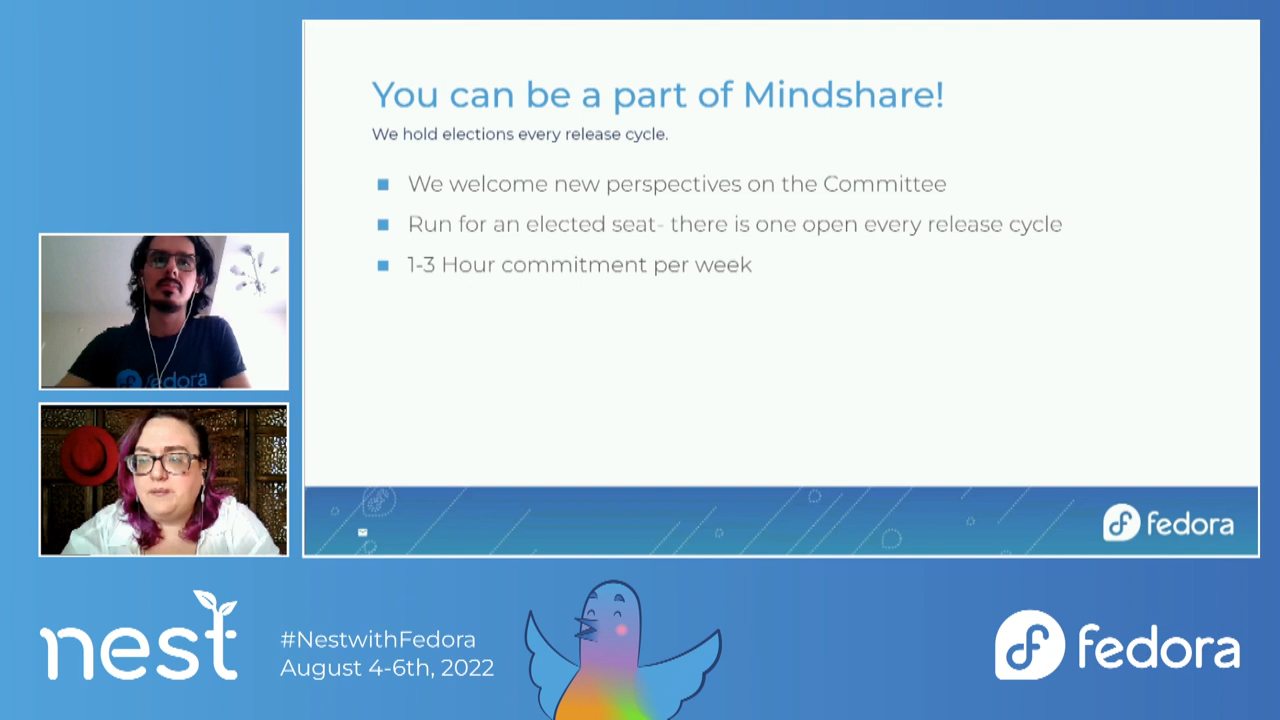 You can be a part of Mindshare!
We hold elections every release cycle.
We welcome new perspectives on the Committee
Run for an elected seat- there is one open every release cycle
1-3 Hour commitment per week
fedora
fedora
nest
#NestwithFedora
August 4-6th, 2022
fedora